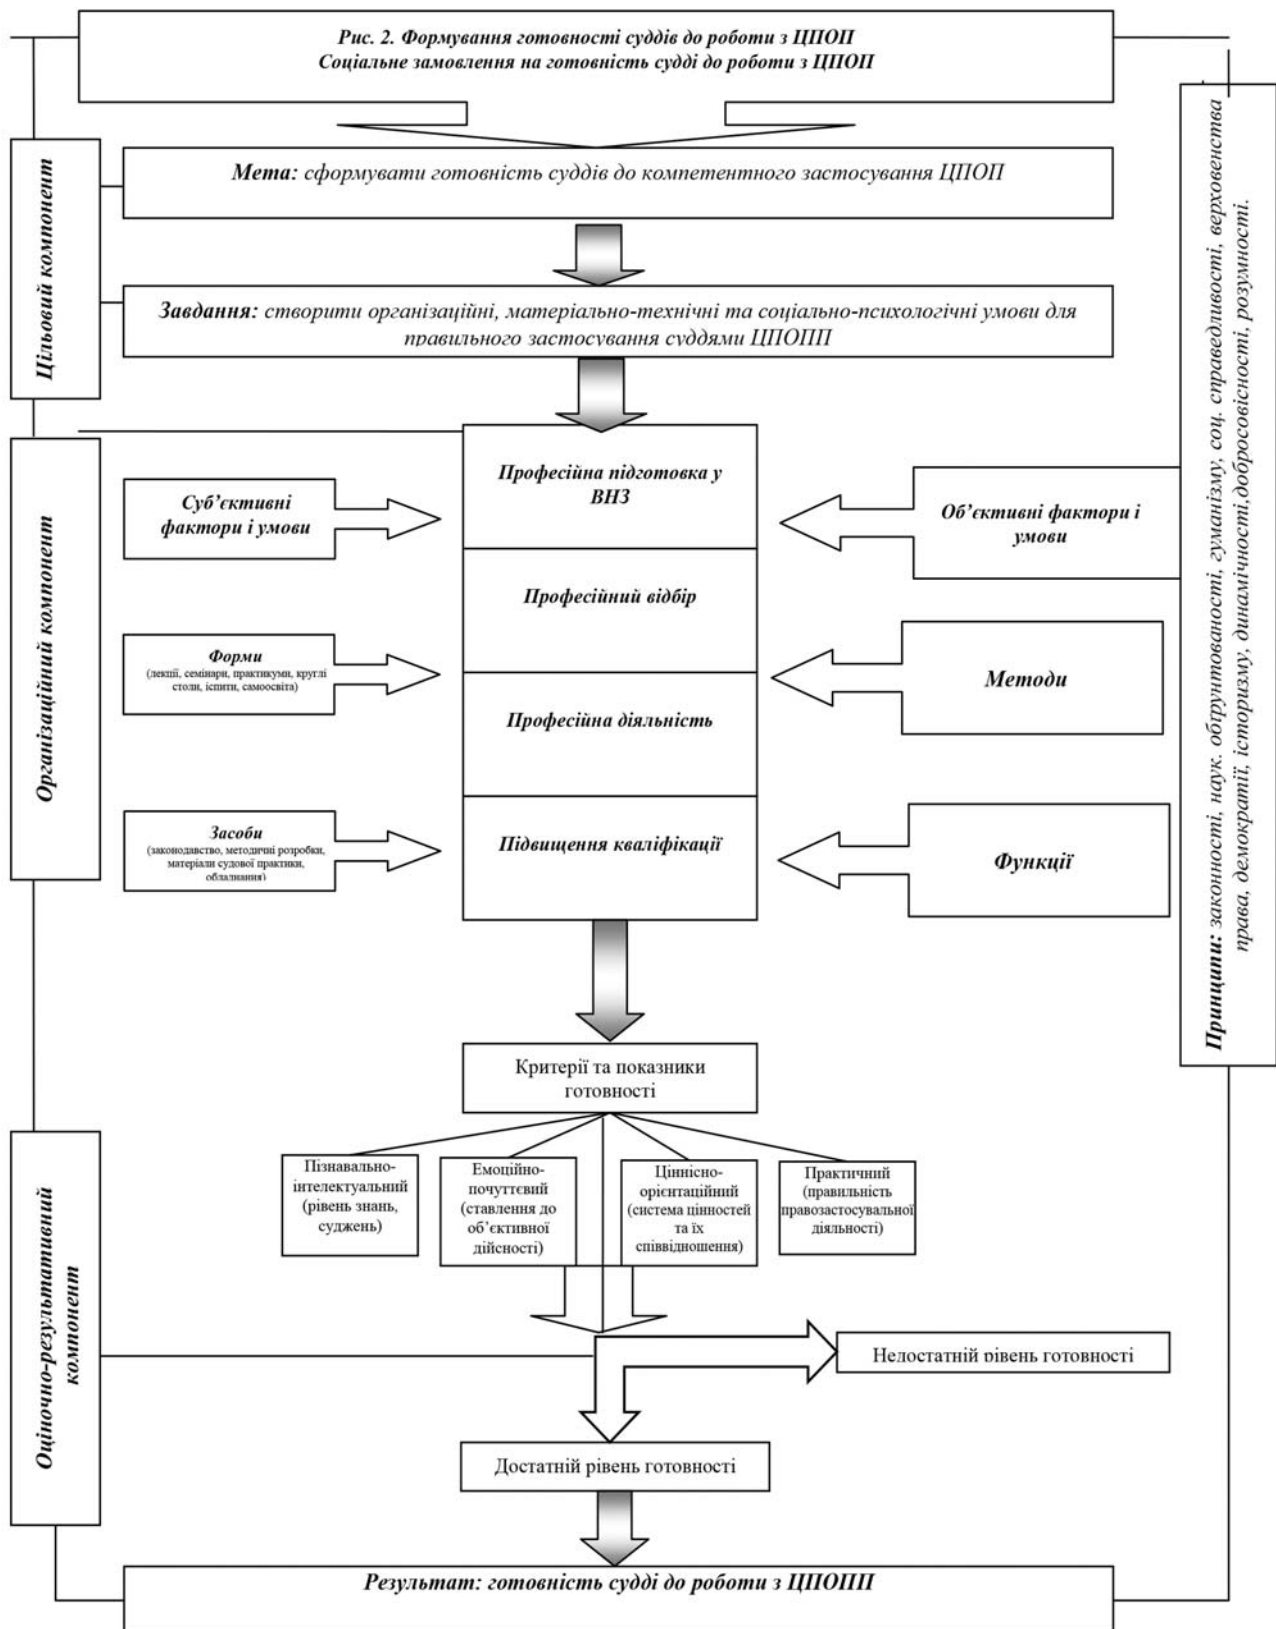 Рис. 2. Формування готовності суддів до роботи з ЦПОП
Соціальне замовлення на готовність судді до роботи з ЦПОП
Цільовий компонент
Мета: сформувати готовність суддів до компетентного застосування ЦПОП
Завдання: створити організаційні, матеріально-технічні та соціально-психологічні умови для
правильного застосування суддями ЦПОПП
Принципи: законності, наук. обґрунтованості, гуманізму, соц. справедливості, верховенства
права, демократії, історизму, динамічності,добросовісності, розумності.
Організаційний компонент
Професійна підготовка у
ВНЗ
Суб’єктивні
фактори і умови
Об’єктивні фактори і
умови
Професійний відбір
Форми
(лекції, семінари, практикуми, круглі
столи, іспити, самоосвіта)
Методи
Професійна діяльність
Засоби
(законодавство, методичні розробки,
матеріали судової практики,
обладнання)
Підвищення кваліфікації
Функції
Критерії та показники
готовності
Оціночно-результативний
компонент
Пізнавально-
інтелектуальний
(рівень знань,
суджень)
Емоційно-
почуттєвий
(ставлення до
об’єктивної
дійсності)
Ціннісно-
орієнтаційний
(система цінностей
та їх
співвідношення)
Практичний
(правильність
правозастосувальної
діяльності)
Недостатній рівень готовності
Достатній рівень готовності
Результат: готовність судді до роботи з ЦПОПП